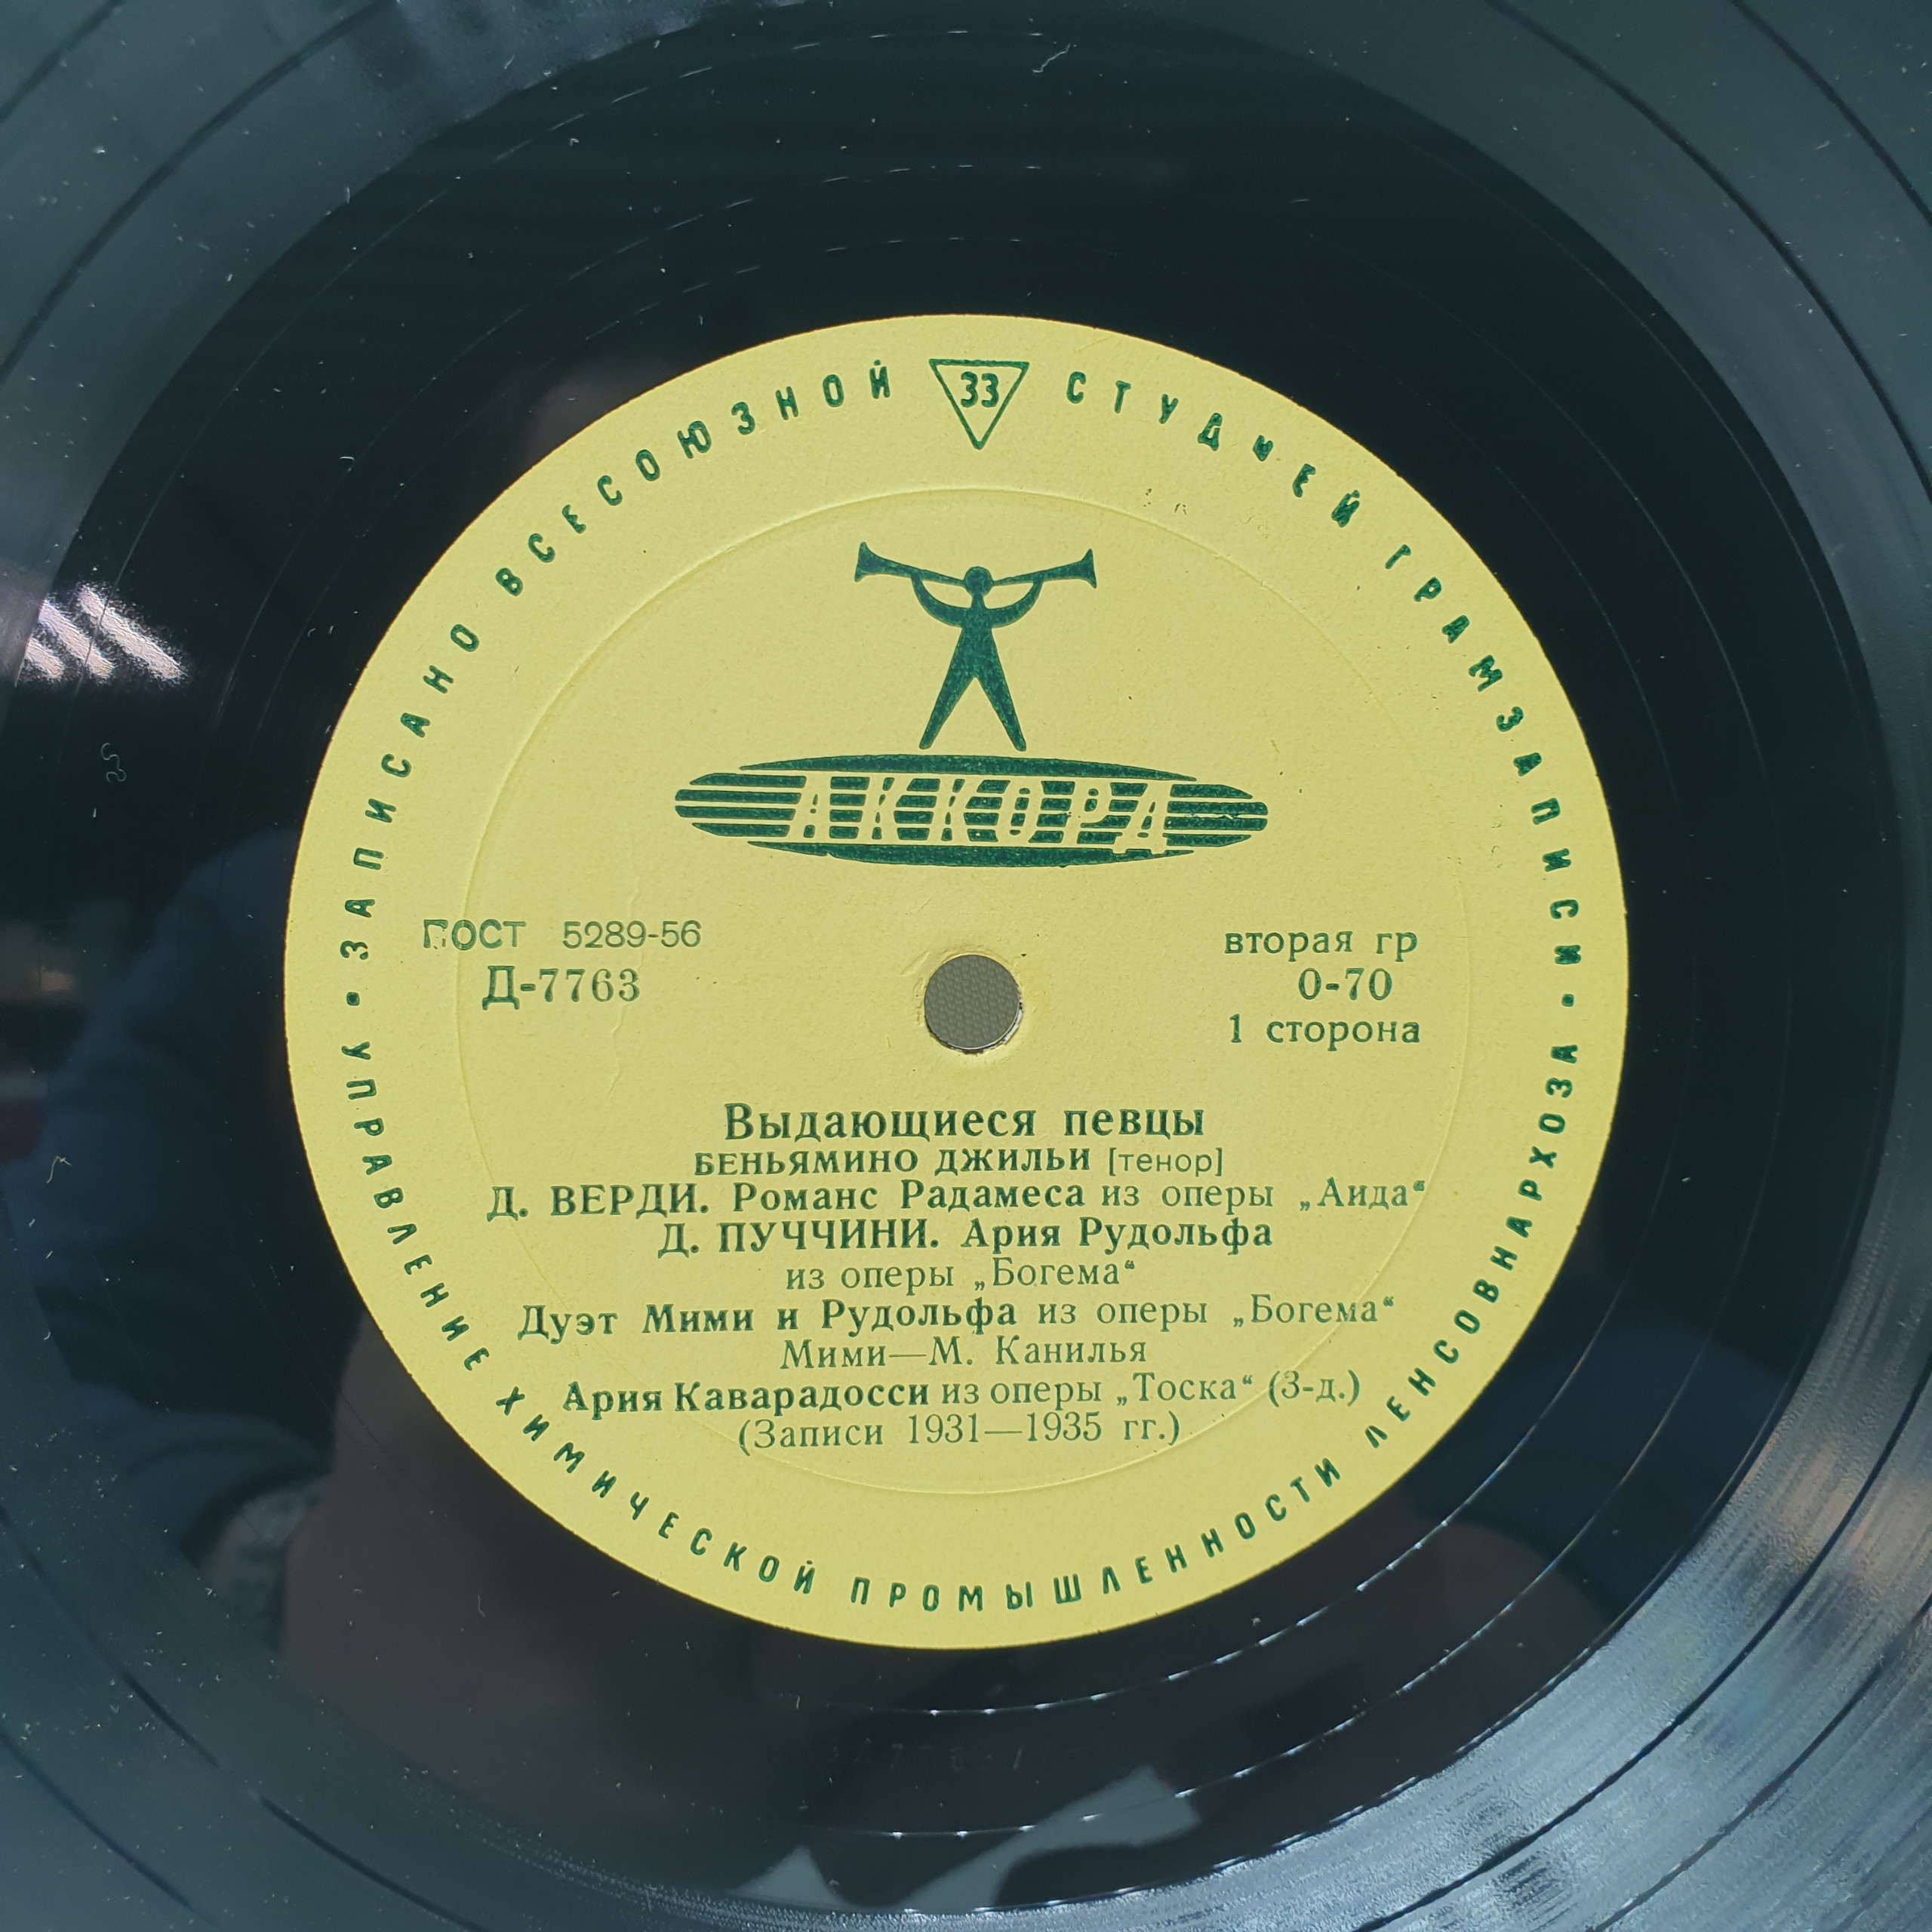 ЗАПИСАНО ВСЕСОЮЗНОЙ 33 СТУДИЕЙ ГРАМЗАПИСИ
АККОРД
ГОСТ 5289-56
Д-7763
вторая гр
0-70
1 сторона
Выдающиеся певцы
БЕНЬЯМИНО ДЖИЛЬИ [тенор]
Д. ВЕРДИ. Романс Радамеса из оперы „Аида“
Д. ПУЧЧИНИ. Ария Рудольфа
из оперы „Богема“
Дуэт Мими и Рудольфа из оперы „Богема“
Мими—М. Канилья
Ария Каварадосси из оперы „Тоска“ (3-д.)
(Записи 1931—1935 гг.)
• УПРАВЛЕНИЕ ХИМИЧЕСКОЙ ПРОМЫШЛЕННОСТИ ЛЕНСОВНАРХОЗА •